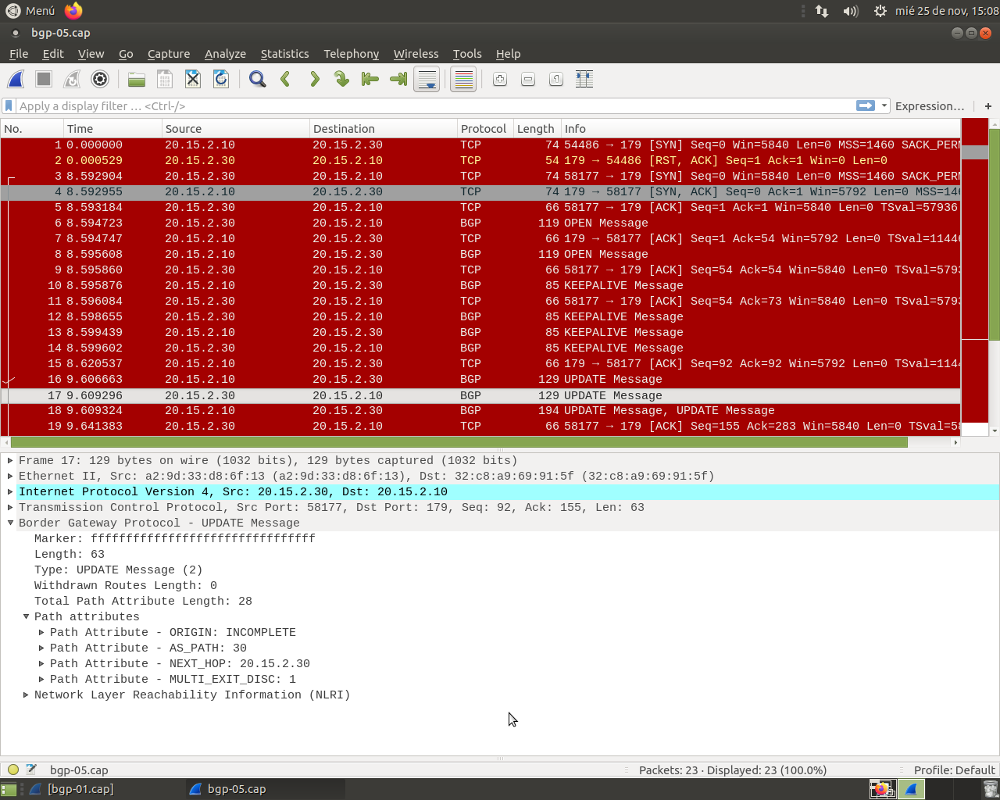 Menú mié 25 de nov, 15:08
bgp-05.cap
File Edit View Go Capture Analyze Statistics Telephony Wireless Tools Help
Apply a display filter … <Ctrl-/> Expression… +
No. Time Source Destination Protocol Length Info
1 0.000000 20.15.2.10 20.15.2.30 TCP 74 54486 → 179 [SYN] Seq=0 Win=5840 Len=0 MSS=1460 SACK_PERM
2 0.000529 20.15.2.30 20.15.2.10 TCP 54 179 → 54486 [RST, ACK] Seq=1 Ack=1 Win=0 Len=0
3 8.592904 20.15.2.30 20.15.2.10 TCP 74 58177 → 179 [SYN] Seq=0 Win=5840 Len=0 MSS=1460 SACK_PERM
4 8.592955 20.15.2.10 20.15.2.30 TCP 74 179 → 58177 [SYN, ACK] Seq=0 Ack=1 Win=5792 Len=0 MSS=146
5 8.593184 20.15.2.30 20.15.2.10 TCP 66 58177 → 179 [ACK] Seq=1 Ack=1 Win=5840 Len=0 TSval=57936
6 8.594723 20.15.2.30 20.15.2.10 BGP 119 OPEN Message
7 8.594747 20.15.2.10 20.15.2.30 TCP 66 179 → 58177 [ACK] Seq=1 Ack=54 Win=5792 Len=0 TSval=11446
8 8.595608 20.15.2.10 20.15.2.30 BGP 119 OPEN Message
9 8.595860 20.15.2.30 20.15.2.10 TCP 66 58177 → 179 [ACK] Seq=54 Ack=54 Win=5840 Len=0 TSval=5793
10 8.595876 20.15.2.10 20.15.2.30 BGP 85 KEEPALIVE Message
11 8.596084 20.15.2.30 20.15.2.10 TCP 66 58177 → 179 [ACK] Seq=54 Ack=73 Win=5840 Len=0 TSval=5793
12 8.598655 20.15.2.30 20.15.2.10 BGP 85 KEEPALIVE Message
13 8.599439 20.15.2.10 20.15.2.30 BGP 85 KEEPALIVE Message
14 8.599602 20.15.2.30 20.15.2.10 BGP 85 KEEPALIVE Message
15 8.620537 20.15.2.10 20.15.2.30 TCP 66 179 → 58177 [ACK] Seq=92 Ack=92 Win=5792 Len=0 TSval=1144
16 9.606663 20.15.2.10 20.15.2.30 BGP 129 UPDATE Message
17 9.609296 20.15.2.30 20.15.2.10 BGP 129 UPDATE Message
18 9.609324 20.15.2.10 20.15.2.30 BGP 194 UPDATE Message, UPDATE Message
19 9.641383 20.15.2.30 20.15.2.10 TCP 66 58177 → 179 [ACK] Seq=155 Ack=283 Win=5840 Len=0 TSval=58
Frame 17: 129 bytes on wire (1032 bits), 129 bytes captured (1032 bits)
Ethernet II, Src: a2:9d:33:d8:6f:13 (a2:9d:33:d8:6f:13), Dst: 32:c8:a9:69:91:5f (32:c8:a9:69:91:5f)
Internet Protocol Version 4, Src: 20.15.2.30, Dst: 20.15.2.10
Transmission Control Protocol, Src Port: 58177, Dst Port: 179, Seq: 92, Ack: 155, Len: 63
Border Gateway Protocol - UPDATE Message
Marker: ffffffffffffffffffffffffffffffff
Length: 63
Type: UPDATE Message (2)
Withdrawn Routes Length: 0
Total Path Attribute Length: 28
Path attributes
Path Attribute - ORIGIN: INCOMPLETE
Path Attribute - AS_PATH: 30
Path Attribute - NEXT_HOP: 20.15.2.30
Path Attribute - MULTI_EXIT_DISC: 1
Network Layer Reachability Information (NLRI)
bgp-05.cap Packets: 23 · Displayed: 23 (100.0%) Profile: Default
[bgp-01.cap] bgp-05.cap